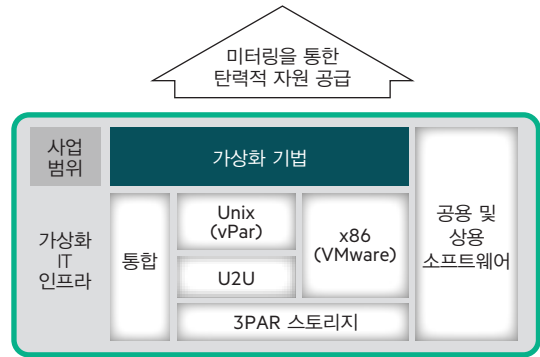 미터링을 통한
탄력적 자원 공급
사업
범위
가상화 기법
가상화
IT
인프라
통합
Unix
(vPar)
U2U
x86
(VMware)
3PAR 스토리지
공용 및
상용
소프트웨어